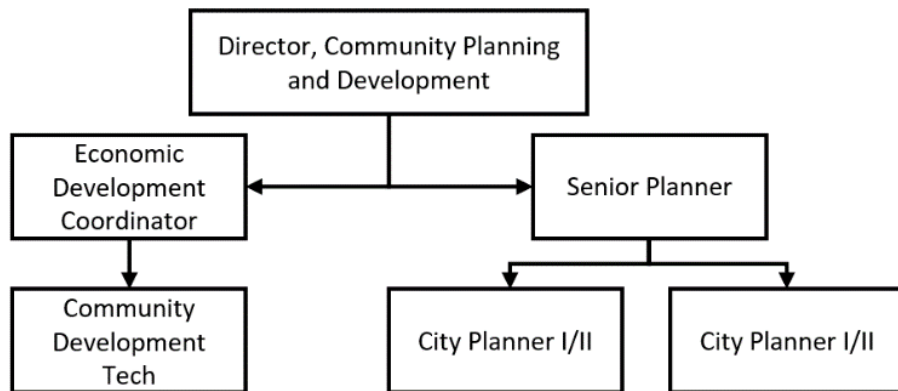 Director, Community Planning
and Development
Economic
Development
Coordinator
Senior Planner
Community
Development
Tech
City Planner I/II
City Planner I/II